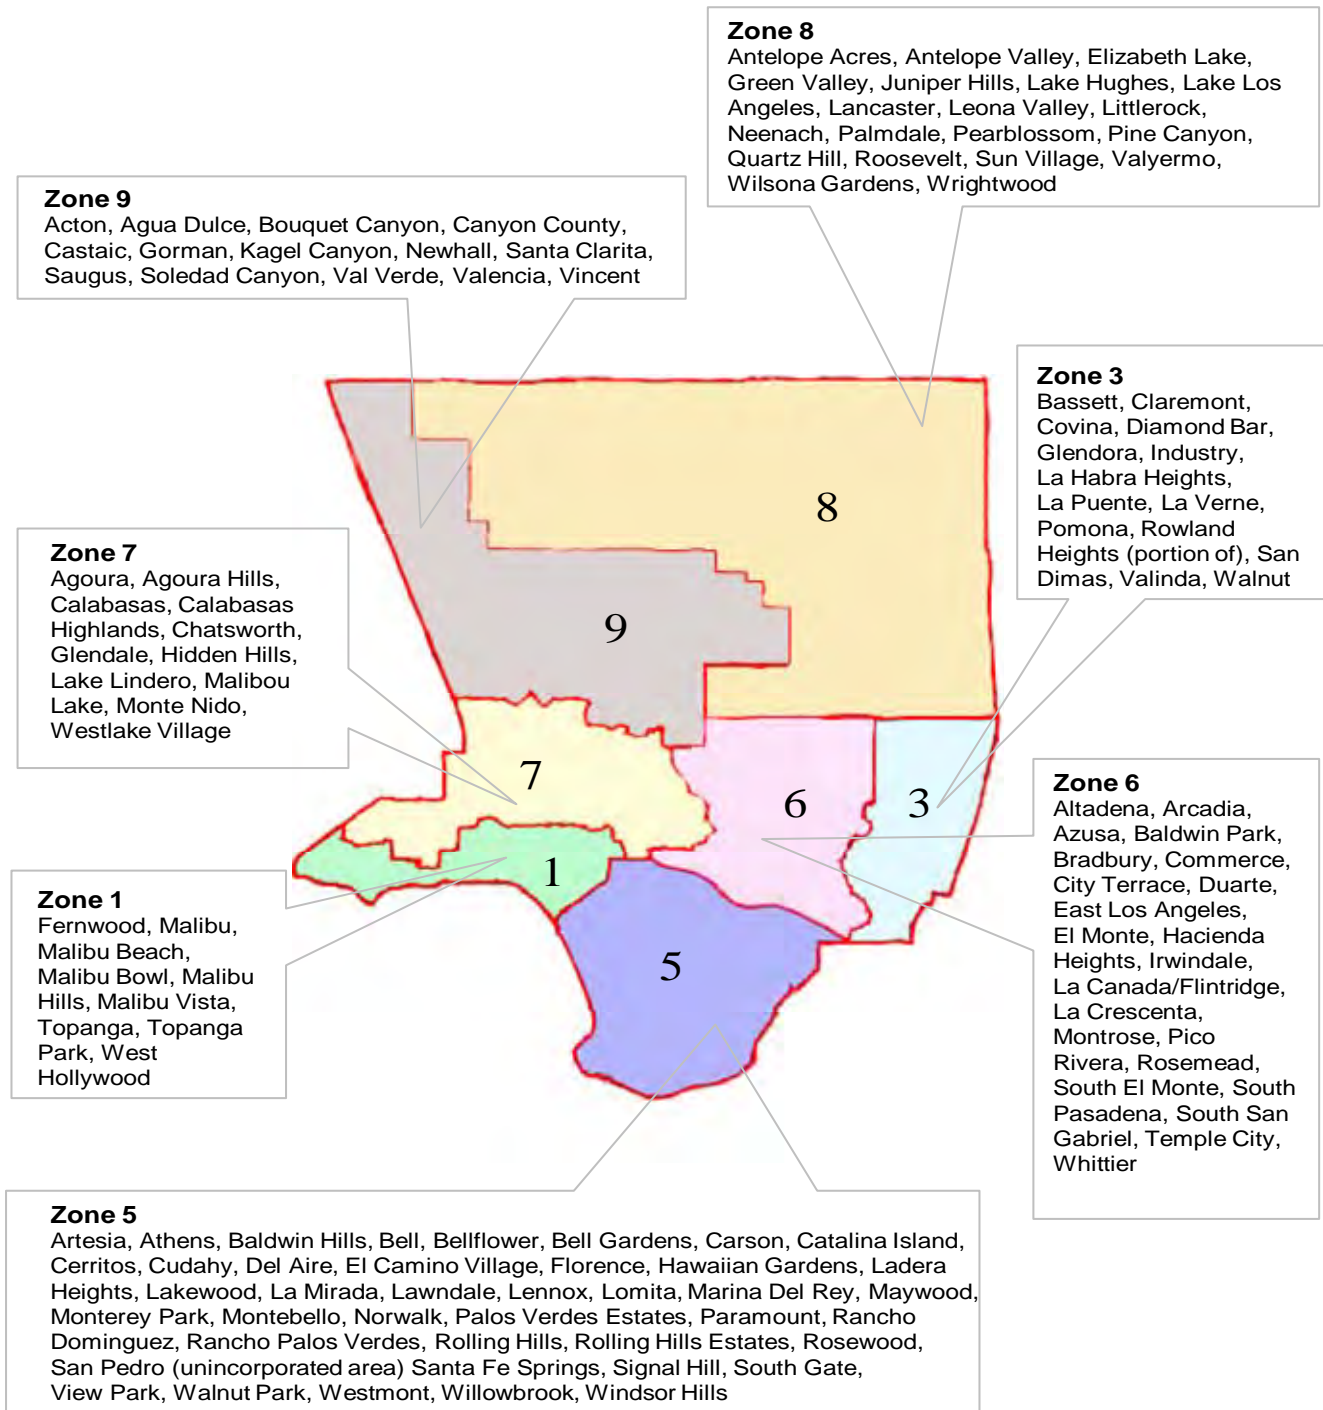 Zone 8
Antelope Acres, Antelope Valley, Elizabeth Lake,
Green Valley, Juniper Hills, Lake Hughes, Lake Los
Angeles, Lancaster, Leona Valley, Littlerock,
Neenach, Palmdale, Pearblossom, Pine Canyon,
Quartz Hill, Roosevelt, Sun Village, Valyermo,
Wilsona Gardens, Wrightwood
Zone 9
Acton, Agua Dulce, Bouquet Canyon, Canyon County,
Castaic, Gorman, Kagel Canyon, Newhall, Santa Clarita,
Saugus, Soledad Canyon, Val Verde, Valencia, Vincent
Zone 3
Bassett, Claremont,
Covina, Diamond Bar,
Glendora, Industry,
La Habra Heights,
La Puente, La Verne,
Pomona, Rowland
Heights (portion of), San
Dimas, Valinda, Walnut
Zone 7
Agoura, Agoura Hills,
Calabasas, Calabasas
Highlands, Chatsworth,
Glendale, Hidden Hills,
Lake Lindero, Malibou
Lake, Monte Nido,
Westlake Village
8
9
7
6
3
1
5
Zone 6
Altadena, Arcadia,
Azusa, Baldwin Park,
Bradbury, Commerce,
City Terrace, Duarte,
East Los Angeles,
El Monte, Hacienda
Heights, Irwindale,
La Canada/Flintridge,
La Crescenta,
Montrose, Pico
Rivera, Rosemead,
South El Monte, South
Pasadena, South San
Gabriel, Temple City,
Whittier
Zone 1
Fernwood, Malibu,
Malibu Beach,
Malibu Bowl, Malibu
Hills, Malibu Vista,
Topanga, Topanga
Park, West
Hollywood
Zone 5
Artesia, Athens, Baldwin Hills, Bell, Bellflower, Bell Gardens, Carson, Catalina Island,
Cerritos, Cudahy, Del Aire, El Camino Village, Florence, Hawaiian Gardens, Ladera
Heights, Lakewood, La Mirada, Lawndale, Lennox, Lomita, Marina Del Rey, Maywood,
Monterey Park, Montebello, Norwalk, Palos Verdes Estates, Paramount, Rancho
Dominguez, Rancho Palos Verdes, Rolling Hills, Rolling Hills Estates, Rosewood,
San Pedro (unincorporated area) Santa Fe Springs, Signal Hill, South Gate,
View Park, Walnut Park, Westmont, Willowbrook, Windsor Hills